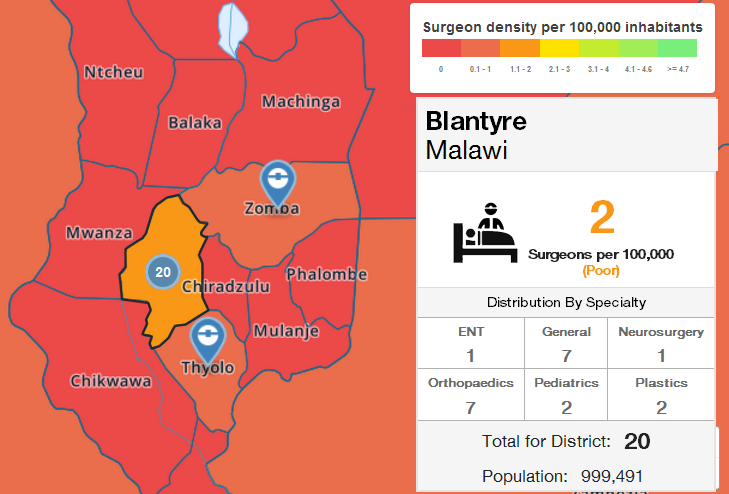 Surgeon density per 100,000 inhabitants
0 0.1 - 1 1.1 - 2 2.1 - 3 3.1 - 4 4.1 - 4.6 >= 4.7
Ntcheu
Machinga
Balaka
Zomba
Mwanza
20
Chiradzulu
Phalombe
Mulanje
Thyolo
Chikwawa
Blantyre
Malawi
2
Surgeons per 100,000
(Poor)
Distribution By Specialty
ENT General Neurosurgery
1 7 1
Orthopaedics Pediatrics Plastics
7 2 2
Total for District: 20
Population: 999,491